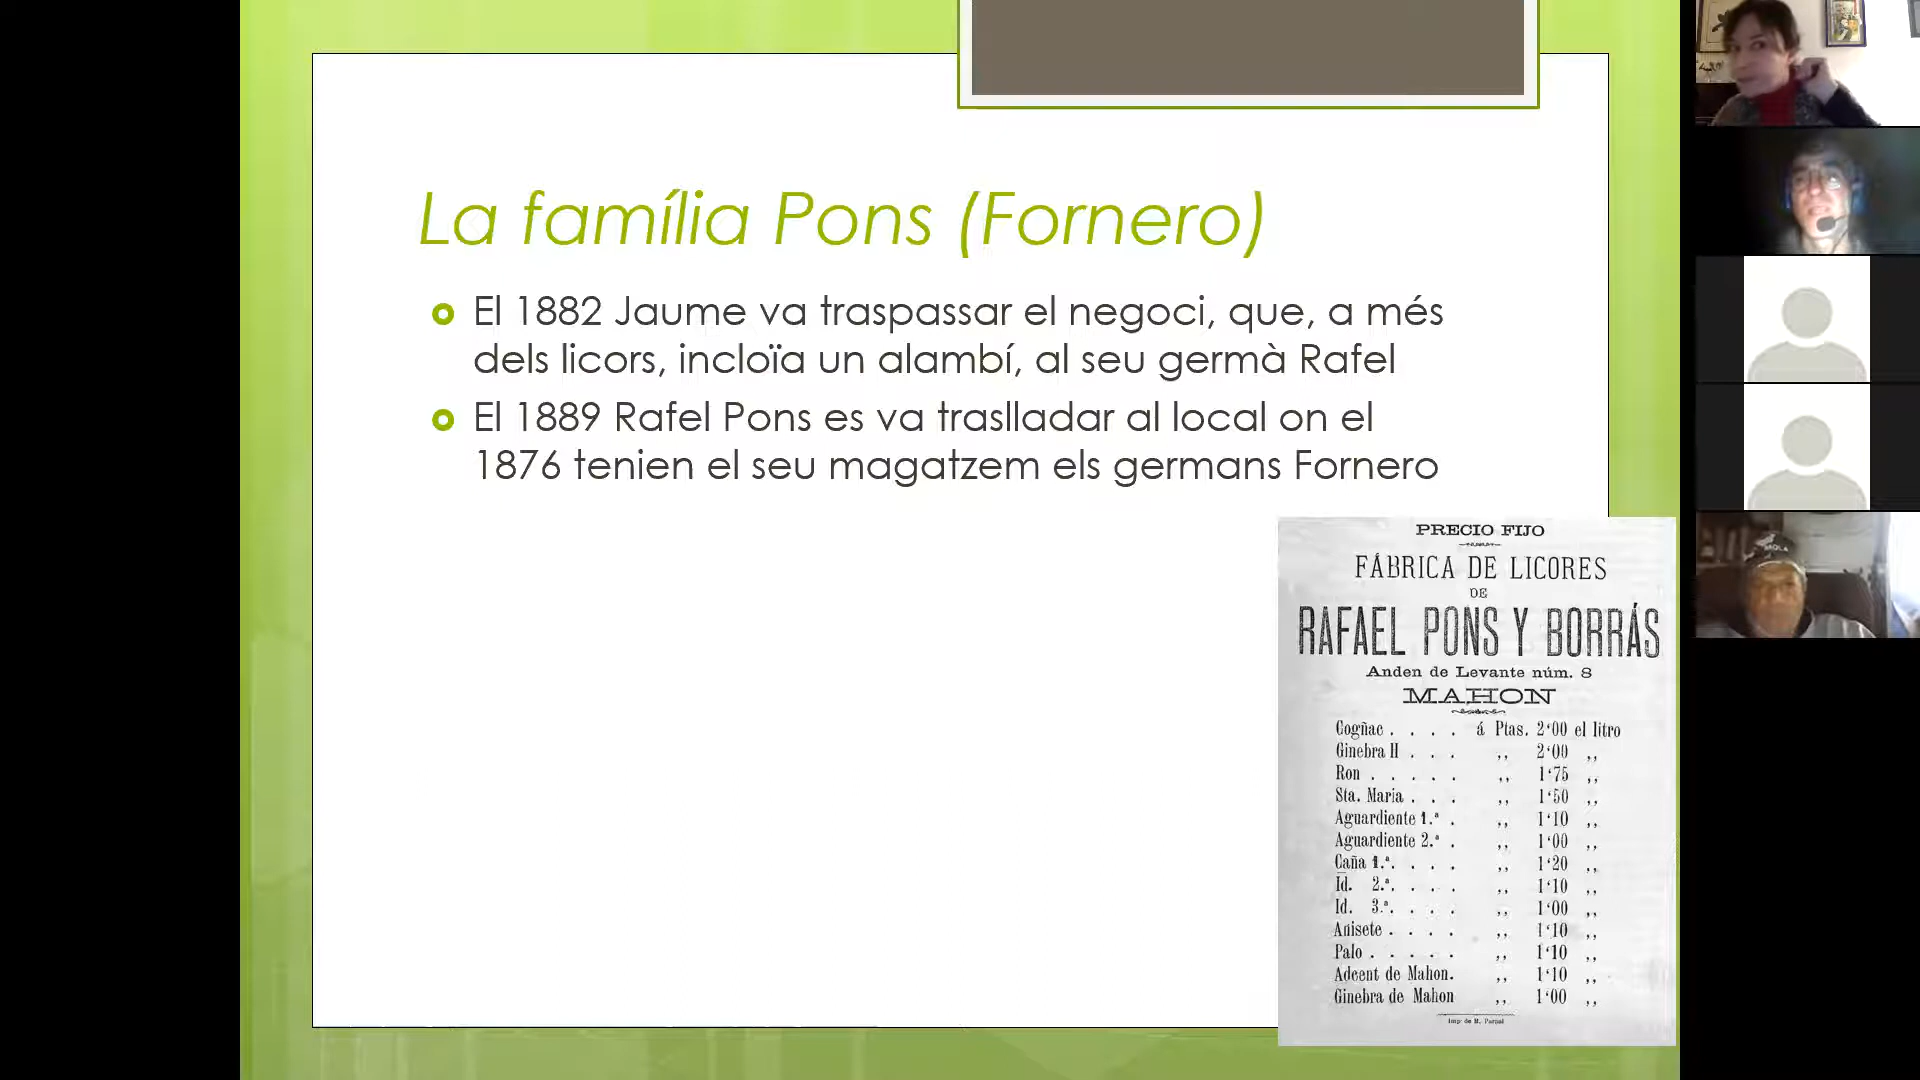 La família Pons (Fornero)
El 1882 Jaume va traspassar el negoci, que, a més
dels licors, incloïa un alambí, al seu germà Rafel
El 1889 Rafel Pons es va traslladar al local on el
1876 tenien el seu magatzem els germans Fornero
PRECIO FIJO
FÁBRICA DE LICORES
DE
RAFAEL PONS Y BORRÁS
Anden de Levante núm. 8
MAHON
Cogñac . . . . á Ptas. 2‘00 el litro
Ginebra H . . . ,, 2‘00 ,,
Ron . . . . . ,, 1‘75 ,,
Sta. Maria . . . ,, 1‘50 ,,
Aguardiente 1.ª . ,, 1‘10 ,,
Aguardiente 2.ª . ,, 1‘00 ,,
Caña 1.ª. . . . ,, 1‘20 ,,
Id. 2.ª. . . . ,, 1‘10 ,,
Id. 3.ª. . . . ,, 1‘00 ,,
Anisete . . . . ,, 1‘10 ,,
Palo . . . . . ,, 1‘10 ,,
Adcent de Mahon. ,, 1‘10 ,,
Ginebra de Mahon ,, 1‘00 ,,
Imp. de B.